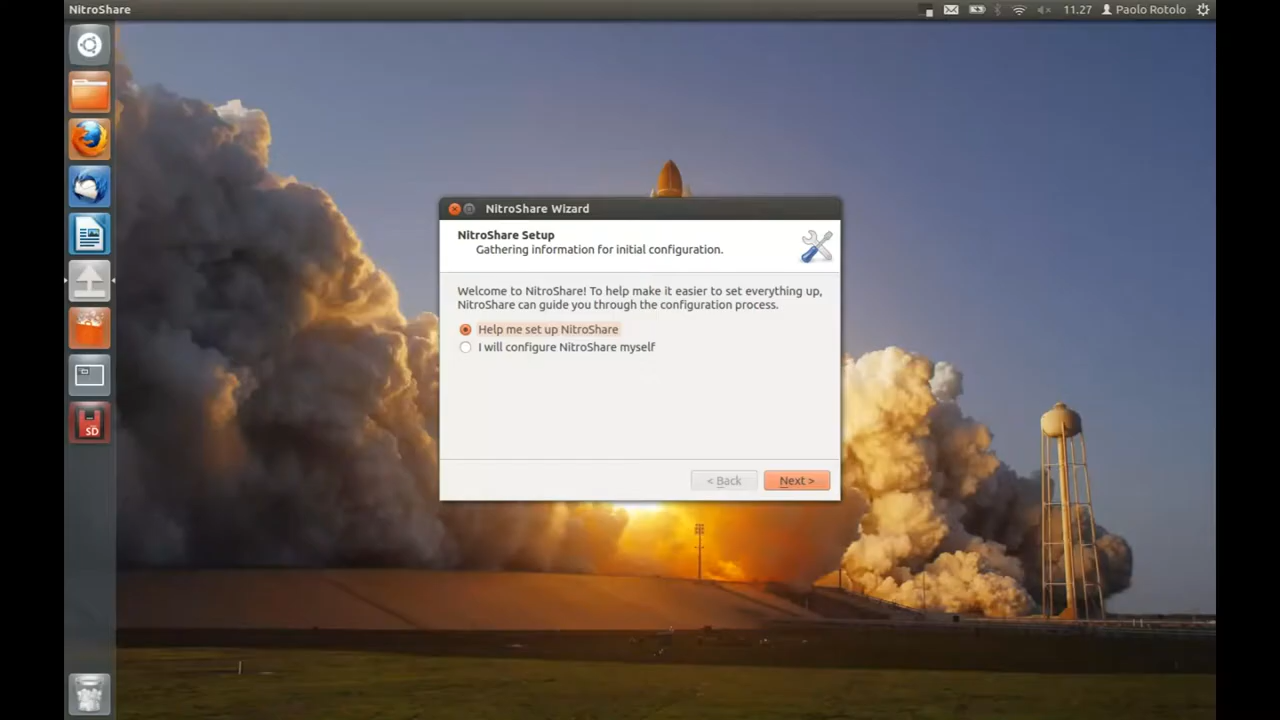 NitroShare
11.27
Paolo Rotolo
NitroShare Wizard
NitroShare Setup
Gathering information for initial configuration.
Welcome to NitroShare! To help make it easier to set everything up,
NitroShare can guide you through the configuration process.
Help me set up NitroShare
I will configure NitroShare myself
< Back
Next >
SD